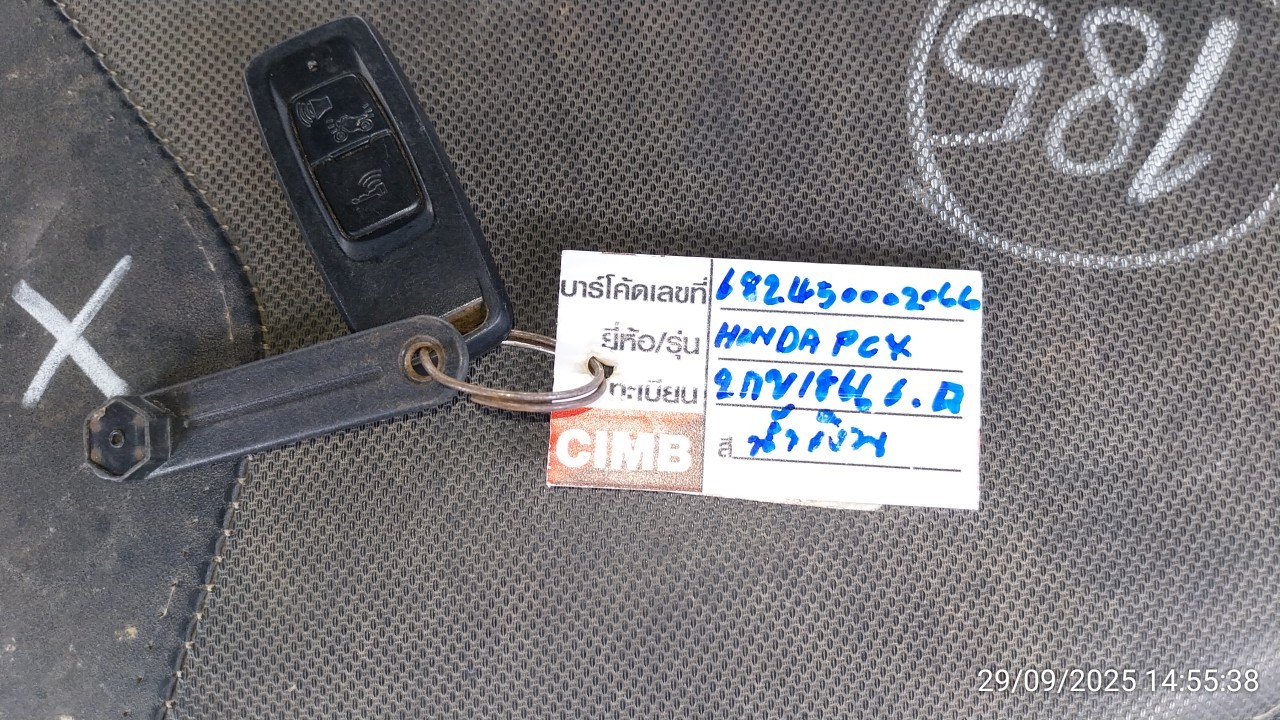 185
X
บาร์โค้ดเลขที่ 682450002066
ยี่ห้อ/รุ่น HONDA PCX
ทะเบียน
CIMB
สี น้ำเงิน
29/09/2025 14:55:38